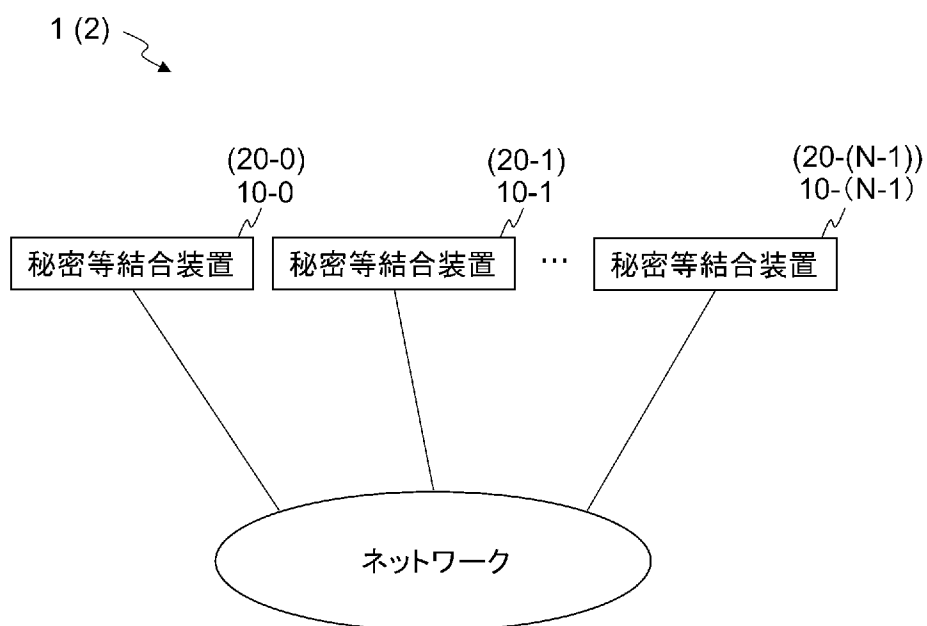 1 (2)
(20-0)
10-0
(20-1)
10-1
(20-(N-1))
10-(N-1)
秘密等結合装置
秘密等結合装置
…
秘密等結合装置
ネットワーク